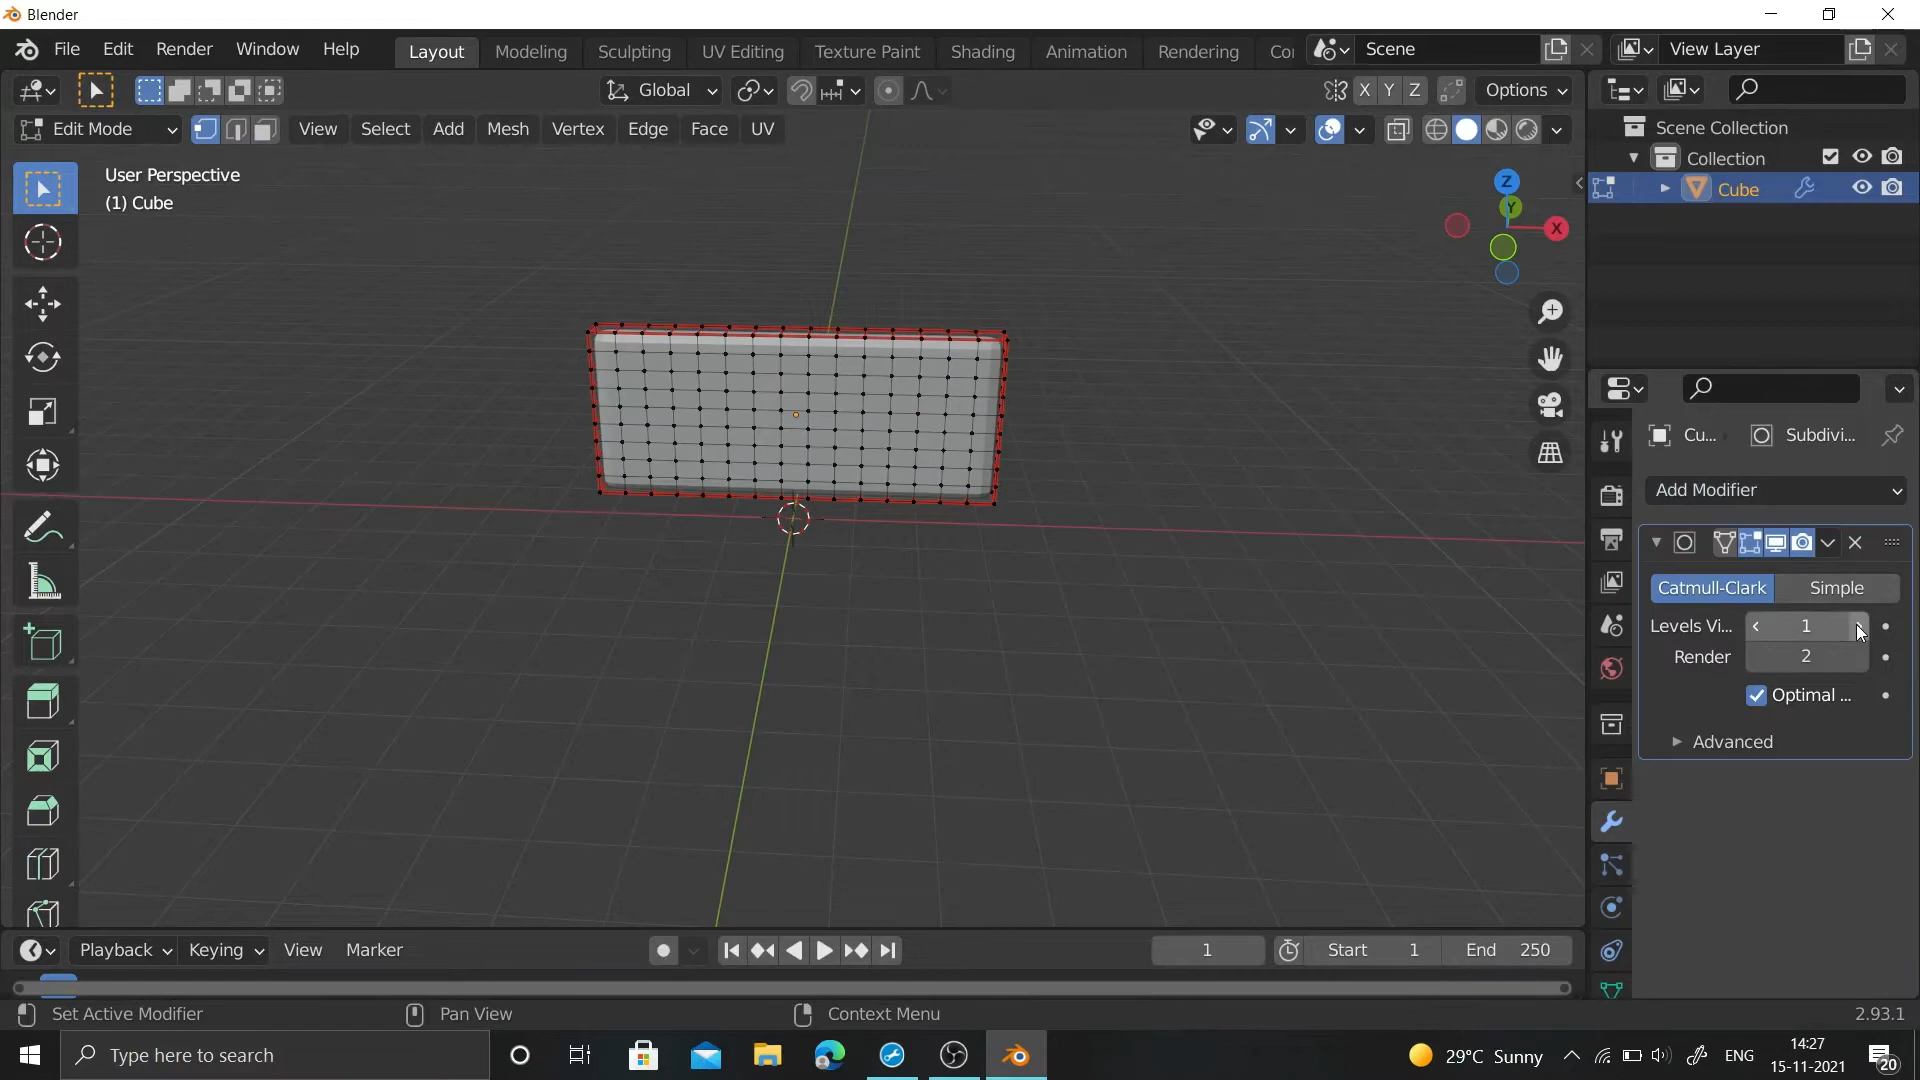 Blender
File Edit Render Window Help Layout Modeling Sculpting UV Editing Texture Paint Shading Animation Rendering Co Scene View Layer
Global X Y Z Options
Edit Mode View Select Add Mesh Vertex Edge Face UV
Scene Collection
Collection
Cube
User Perspective
(1) Cube
Z
Y
X
Cu... Subdivi...
Add Modifier
Catmull-Clark Simple
Levels Vi... 1
Render 2
Optimal ...
Advanced
Playback Keying View Marker 1 Start 1 End 250
Set Active Modifier Pan View Context Menu 2.93.1
Type here to search 29°C Sunny ENG 14:27
15-11-2021 20